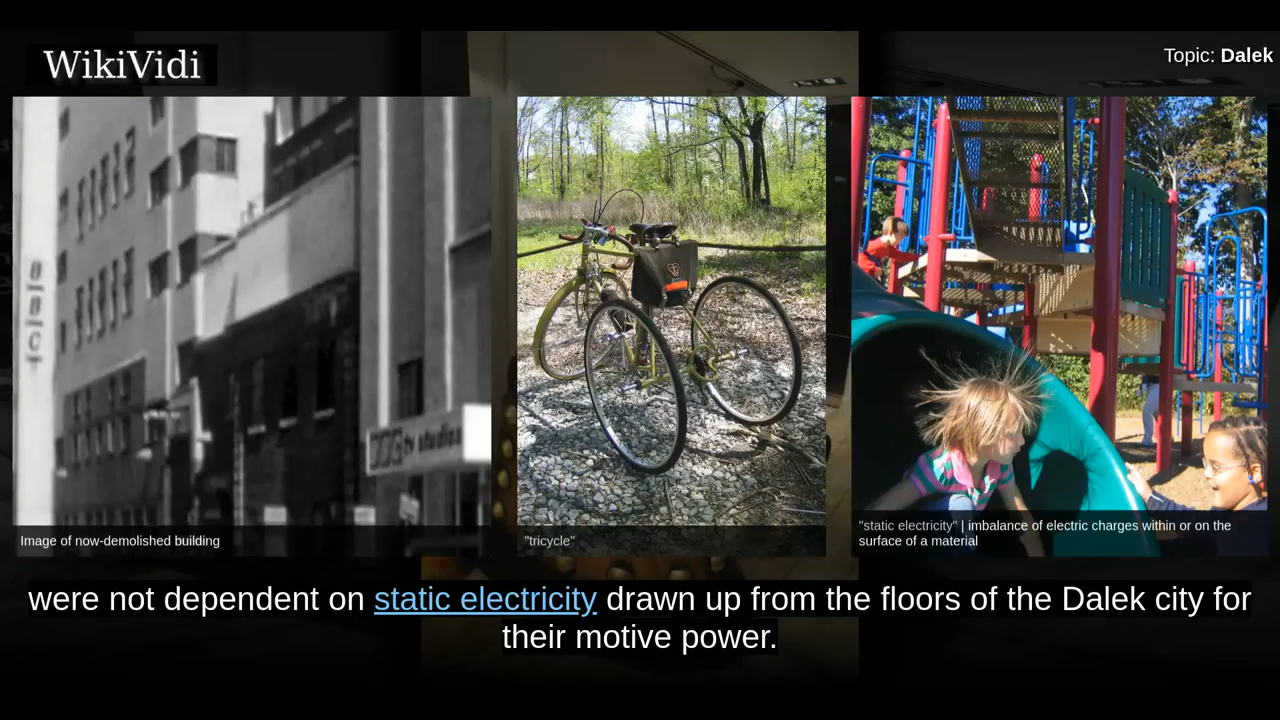 WikiVidi
Topic: Dalek
tv studios
Image of now-demolished building
"tricycle"
"static electricity" | imbalance of electric charges within or on the
surface of a material
were not dependent on static electricity drawn up from the floors of the Dalek city for
their motive power.